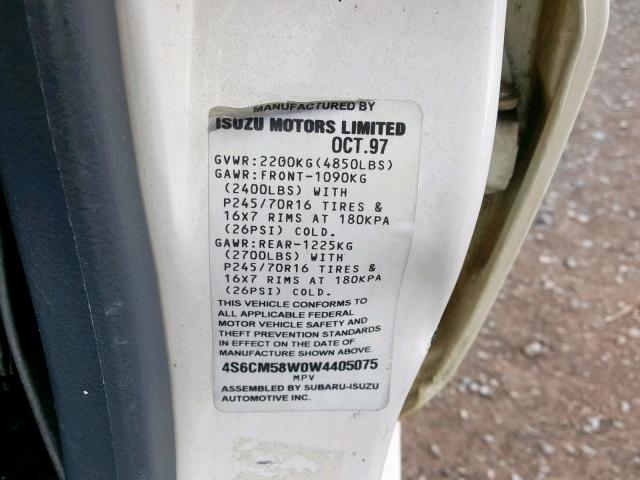 MANUFACTURED BY
ISUZU MOTORS LIMITED
OCT.97
GVWR:2200KG(4850LBS)
GAWR:FRONT-1090KG
(2400LBS) WITH
P245/70R16 TIRES &
16X7 RIMS AT 180KPA
(26PSI) COLD.
GAWR:REAR-1225KG
(2700LBS) WITH
P245/70R16 TIRES &
16X7 RIMS AT 180KPA
(26PSI) COLD.
THIS VEHICLE CONFORMS TO
ALL APPLICABLE FEDERAL
MOTOR VEHICLE SAFETY AND
THEFT PREVENTION STANDARDS
IN EFFECT ON THE DATE OF
MANUFACTURE SHOWN ABOVE.
4S6CM58W0W4405075
MPV
ASSEMBLED BY SUBARU-ISUZU
AUTOMOTIVE INC.